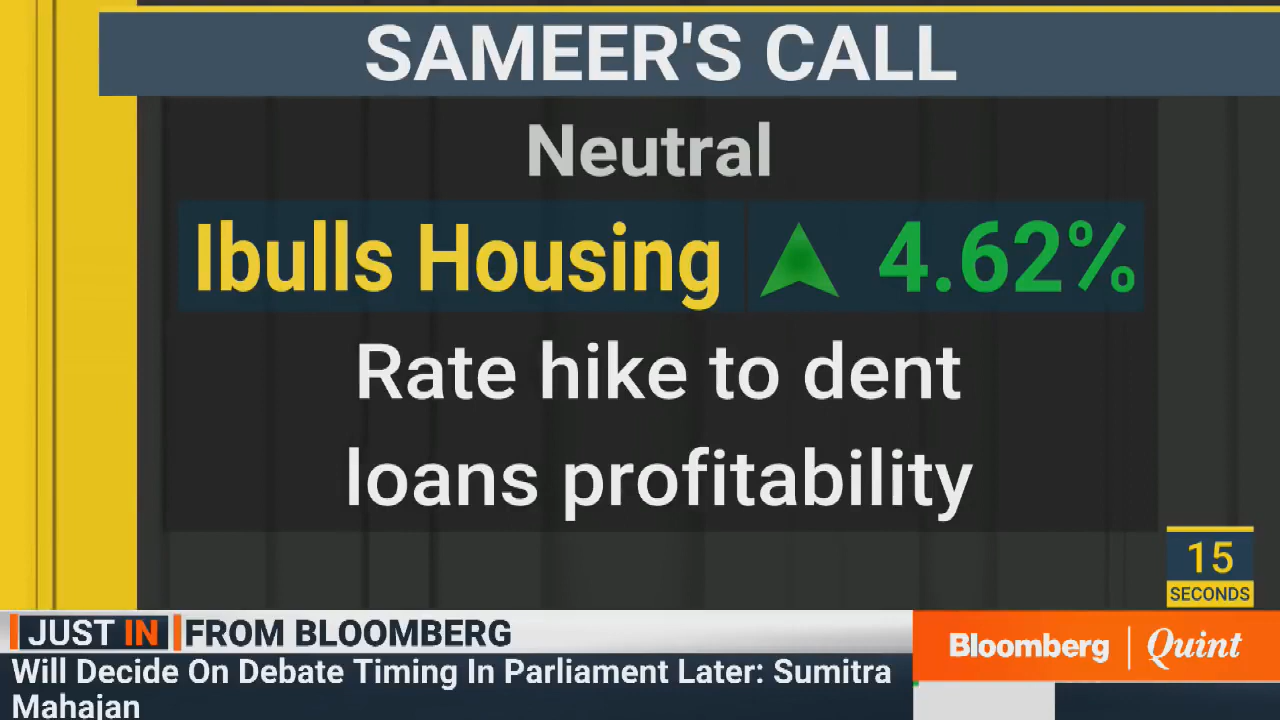 SAMEER'S CALL
Neutral
Ibulls Housing 4.62%
Rate hike to dent
loans profitability
15
SECONDS
JUST IN FROM BLOOMBERG
Will Decide On Debate Timing In Parliament Later: Sumitra
Mahajan
Bloomberg | Quint